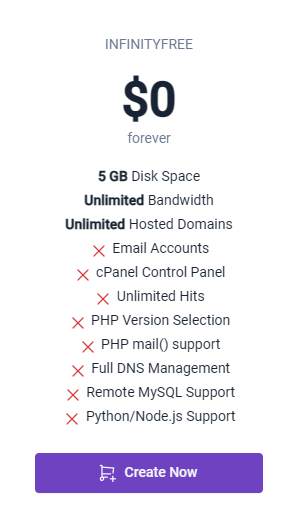 INFINITYFREE
$0
forever
5 GB Disk Space
Unlimited Bandwidth
Unlimited Hosted Domains
Email Accounts
cPanel Control Panel
Unlimited Hits
PHP Version Selection
PHP mail() support
Full DNS Management
Remote MySQL Support
Python/Node.js Support
Create Now